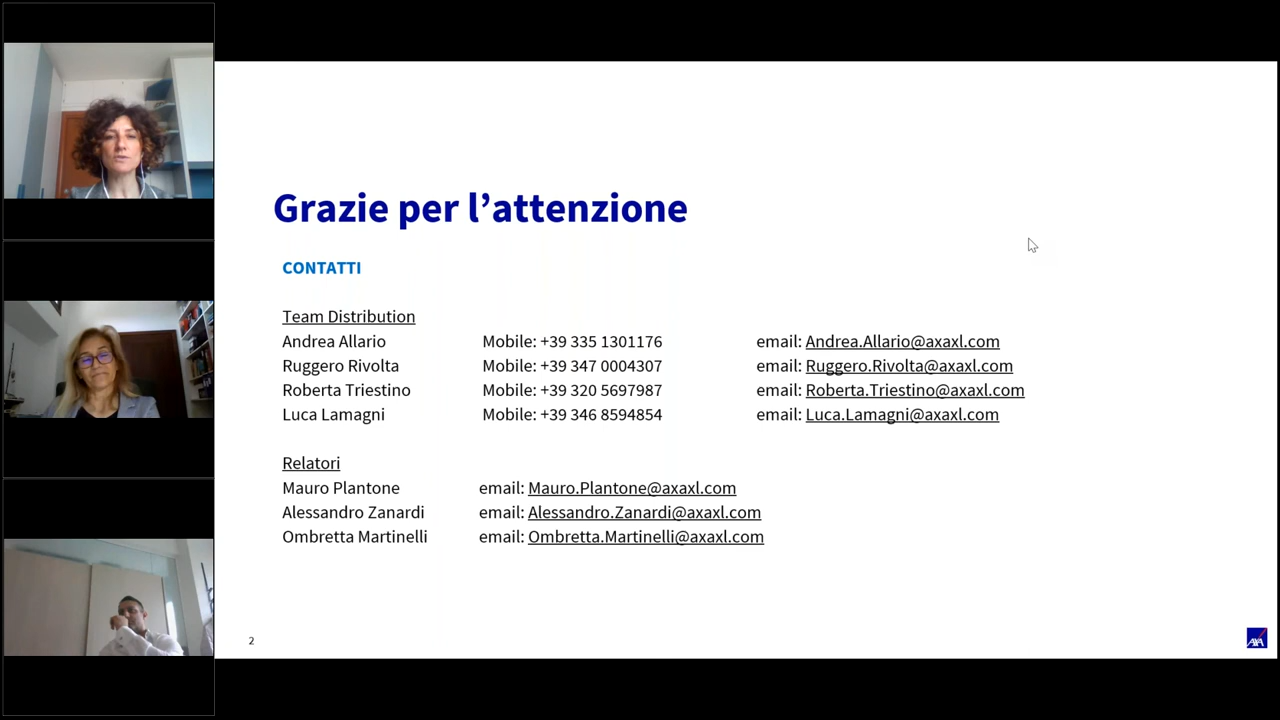 Grazie per l’attenzione
CONTATTI
Team Distribution
Andrea Allario Mobile: +39 335 1301176 email: Andrea.Allario@axaxl.com
Ruggero Rivolta Mobile: +39 347 0004307 email: Ruggero.Rivolta@axaxl.com
Roberta Triestino Mobile: +39 320 5697987 email: Roberta.Triestino@axaxl.com
Luca Lamagni Mobile: +39 346 8594854 email: Luca.Lamagni@axaxl.com
Relatori
Mauro Plantone email: Mauro.Plantone@axaxl.com
Alessandro Zanardi email: Alessandro.Zanardi@axaxl.com
Ombretta Martinelli email: Ombretta.Martinelli@axaxl.com
2
AXA